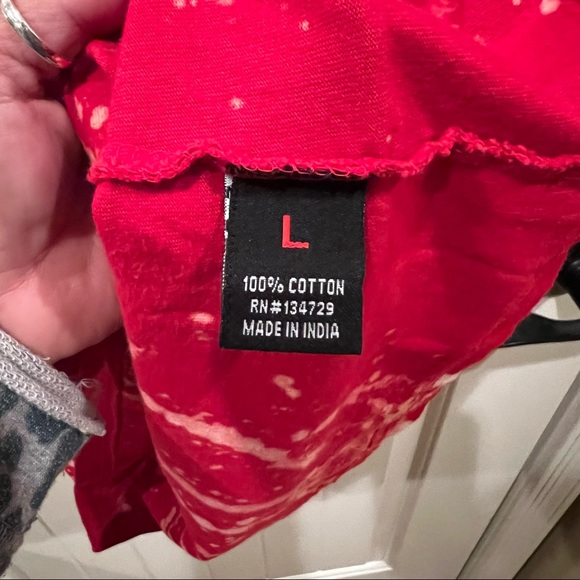 L
100% COTTON
RN#134729
MADE IN INDIA